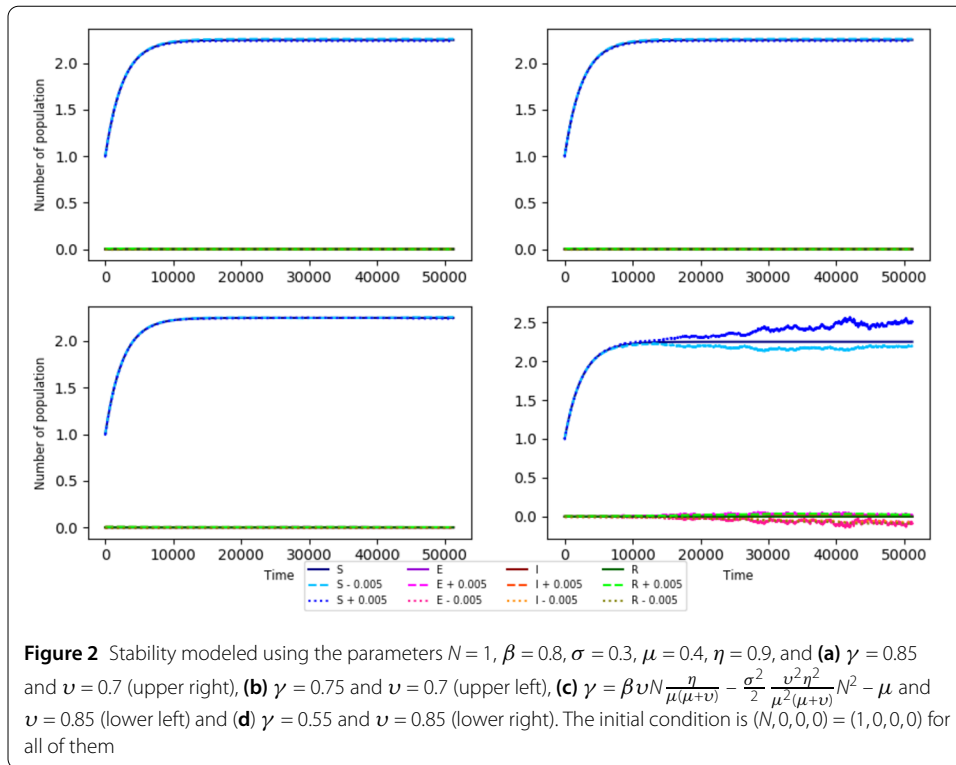 2.0
1.5
1.0
0.5
0.0
Number of population
0 10000 20000 30000 40000 50000
2.0
1.5
1.0
0.5
0.0
0 10000 20000 30000 40000 50000
2.0
1.5
1.0
0.5
0.0
Number of population
0 10000 20000 30000 40000 50000
Time
2.5
2.0
1.5
1.0
0.5
0.0
0 10000 20000 30000 40000 50000
Time
S E I R
S - 0.005 E + 0.005 I + 0.005 R + 0.005
S + 0.005 E - 0.005 I - 0.005 R - 0.005
Figure 2 Stability modeled using the parameters N = 1, β = 0.8, σ = 0.3, μ = 0.4, η = 0.9, and (a) γ = 0.85
and υ = 0.7 (upper right), (b) γ = 0.75 and υ = 0.7 (upper left), (c) γ = βυN η/μ(μ+υ) – σ²/2 υ²η²/μ²(μ+υ) N² – μ and
υ = 0.85 (lower left) and (d) γ = 0.55 and υ = 0.85 (lower right). The initial condition is (N, 0, 0, 0) = (1, 0, 0, 0) for
all of them